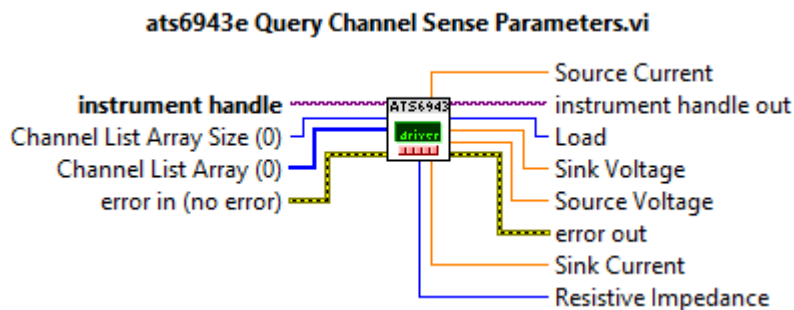 ats6943e Query Channel Sense Parameters.vi
Source Current
instrument handle
ATS6943
instrument handle out
Channel List Array Size (0)
driver
Load
Channel List Array (0)
Sink Voltage
error in (no error)
Source Voltage
error out
Sink Current
Resistive Impedance